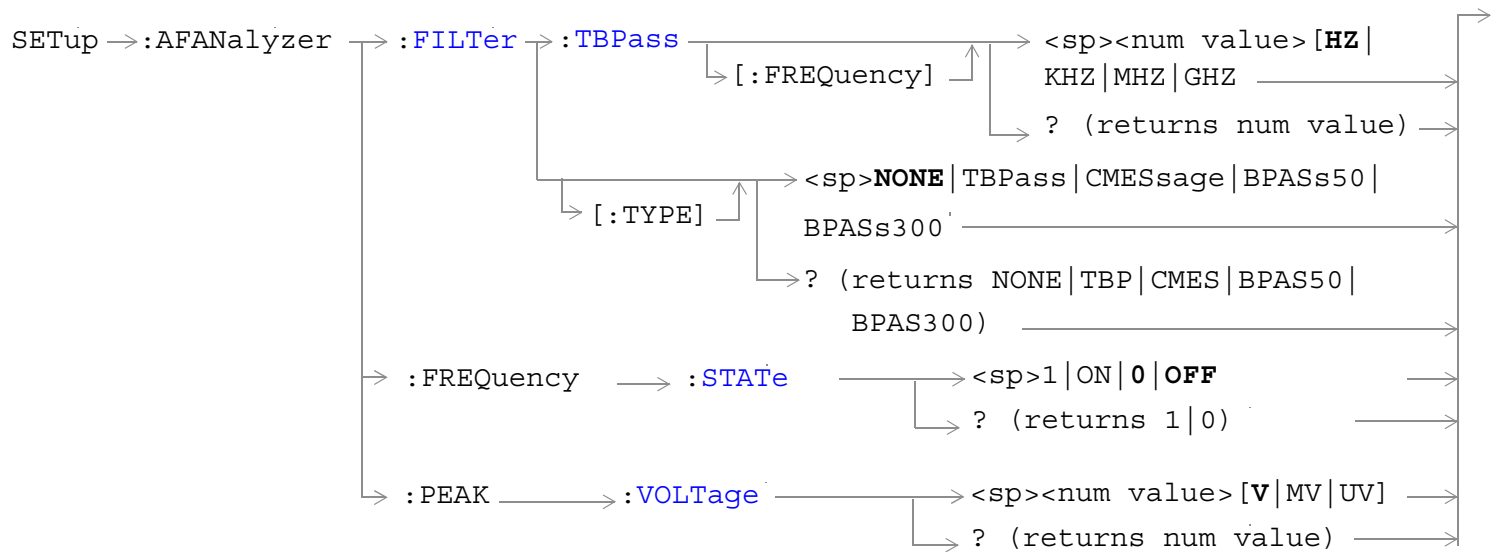 SETup :AFANalyzer :FILTer :TBPass <sp><num value>[HZ|
[:FREQuency] KHZ|MHZ|GHZ
? (returns num value)
<sp>NONE|TBPass|CMESsage|BPASs50|
[:TYPE] BPASs300
? (returns NONE|TBP|CMES|BPAS50|
BPAS300)
:FREQuency :STATe <sp>1|ON|0|OFF
? (returns 1|0)
:PEAK :VOLTage <sp><num value>[V|MV|UV]
? (returns num value)